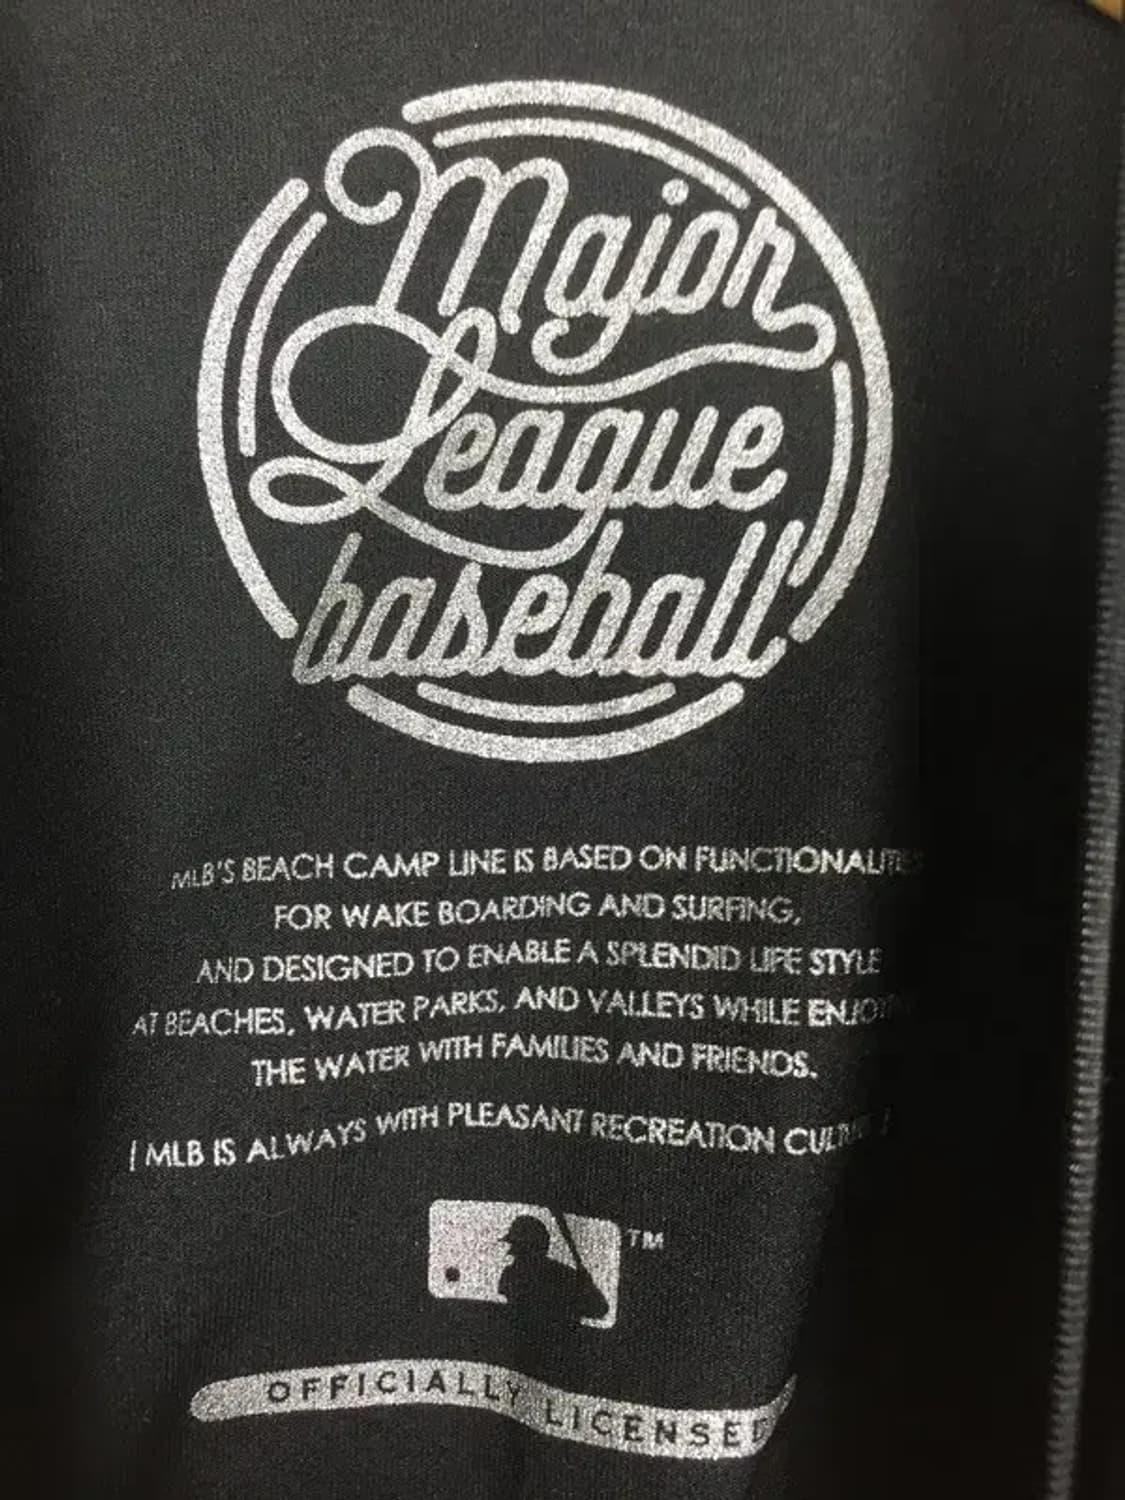 Major
League
baseball
MLB'S BEACH CAMP LINE IS BASED ON FUNCTIONALITIES
FOR WAKE BOARDING AND SURFING,
AND DESIGNED TO ENABLE A SPLENDID LIFE STYLE
AT BEACHES, WATER PARKS, AND VALLEYS WHILE
THE WATER WITH FAMILIES AND FRIENDS.
[ MLB IS ALWAYS WITH PLEASANT RECREATION ]
TM
OFFICIALLY LICENSED